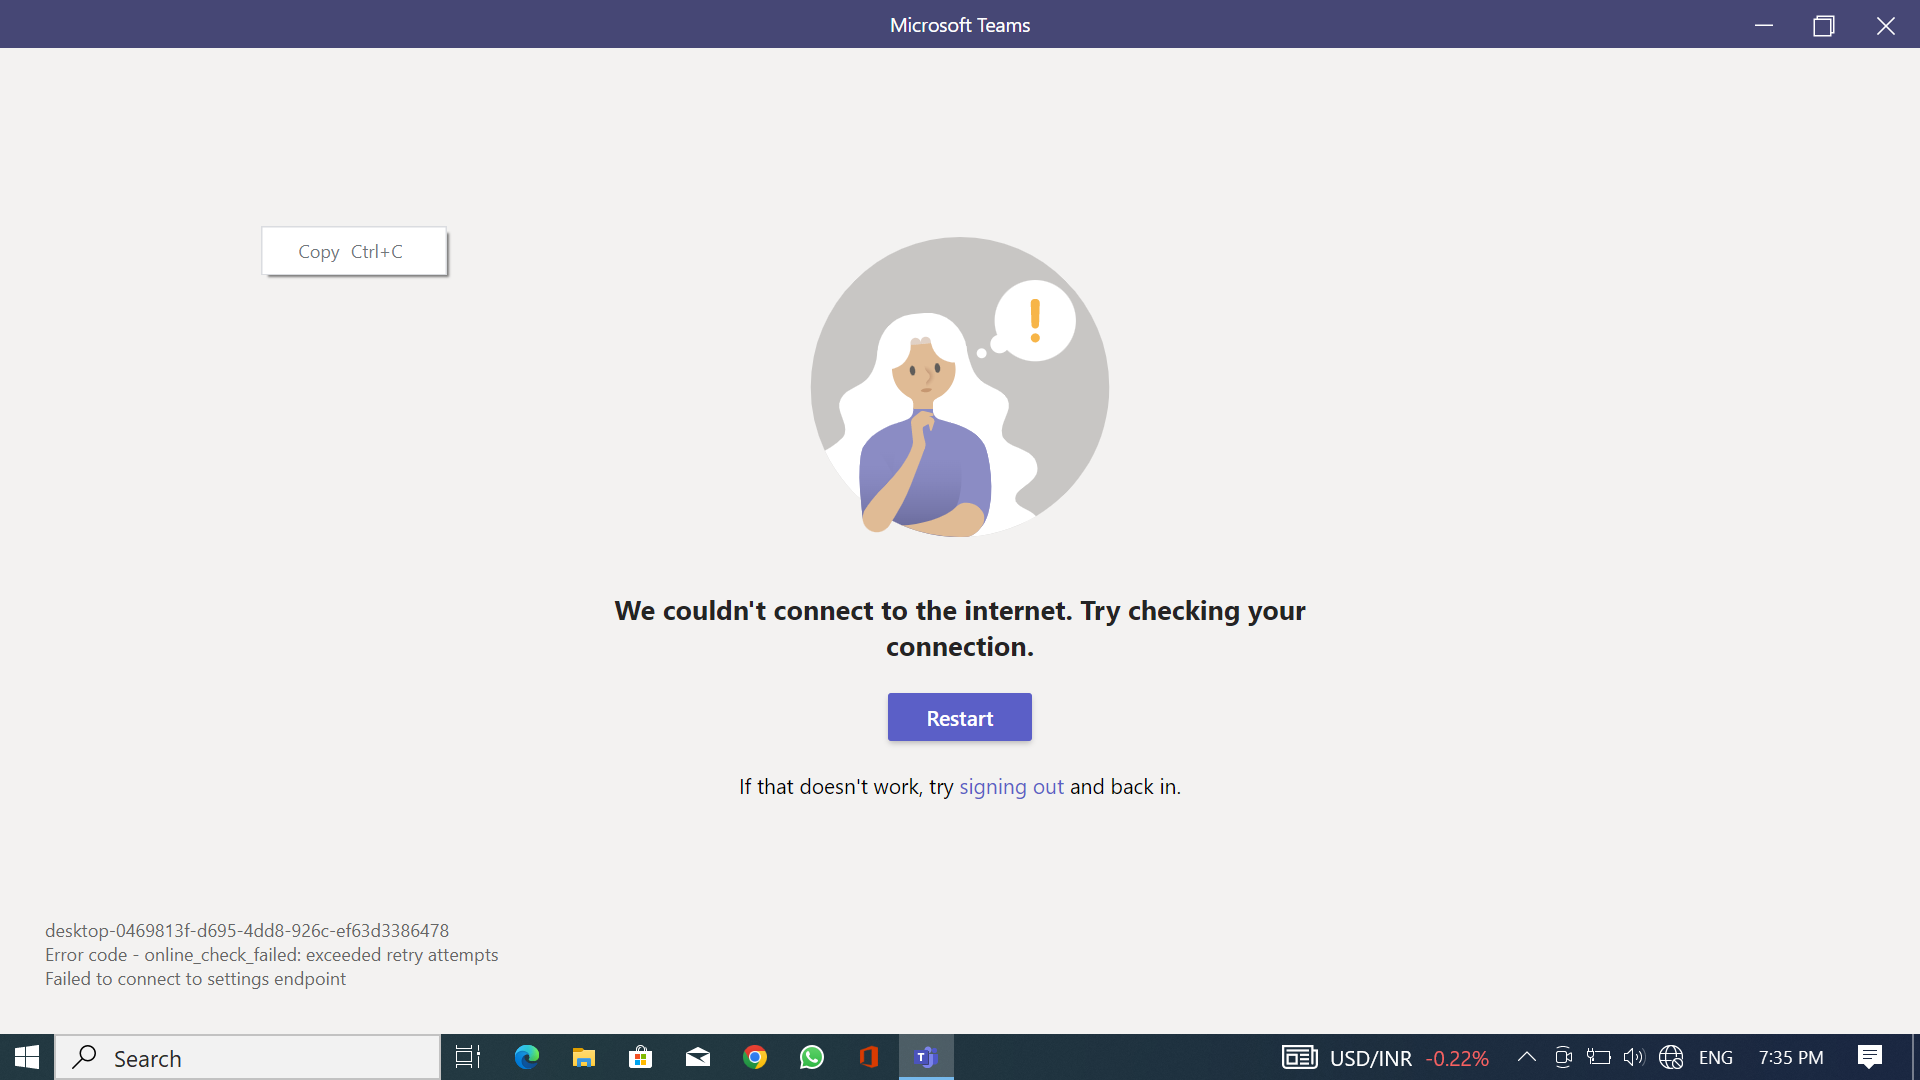 Microsoft Teams
Copy Ctrl+C
!
We couldn't connect to the internet. Try checking your
connection.
Restart
If that doesn't work, try signing out and back in.
desktop-0469813f-d695-4dd8-926c-ef63d3386478
Error code - online_check_failed: exceeded retry attempts
Failed to connect to settings endpoint
Search
USD/INR -0.22%
ENG
7:35 PM